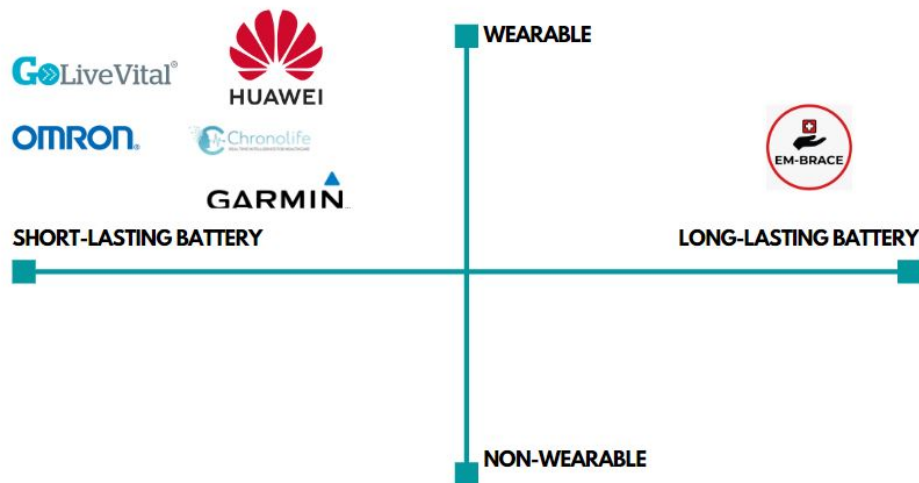 WEARABLE
GoLiveVital®
HUAWEI
OMRON®
Chronolife
EM-BRACE
GARMIN
SHORT-LASTING BATTERY
LONG-LASTING BATTERY
NON-WEARABLE